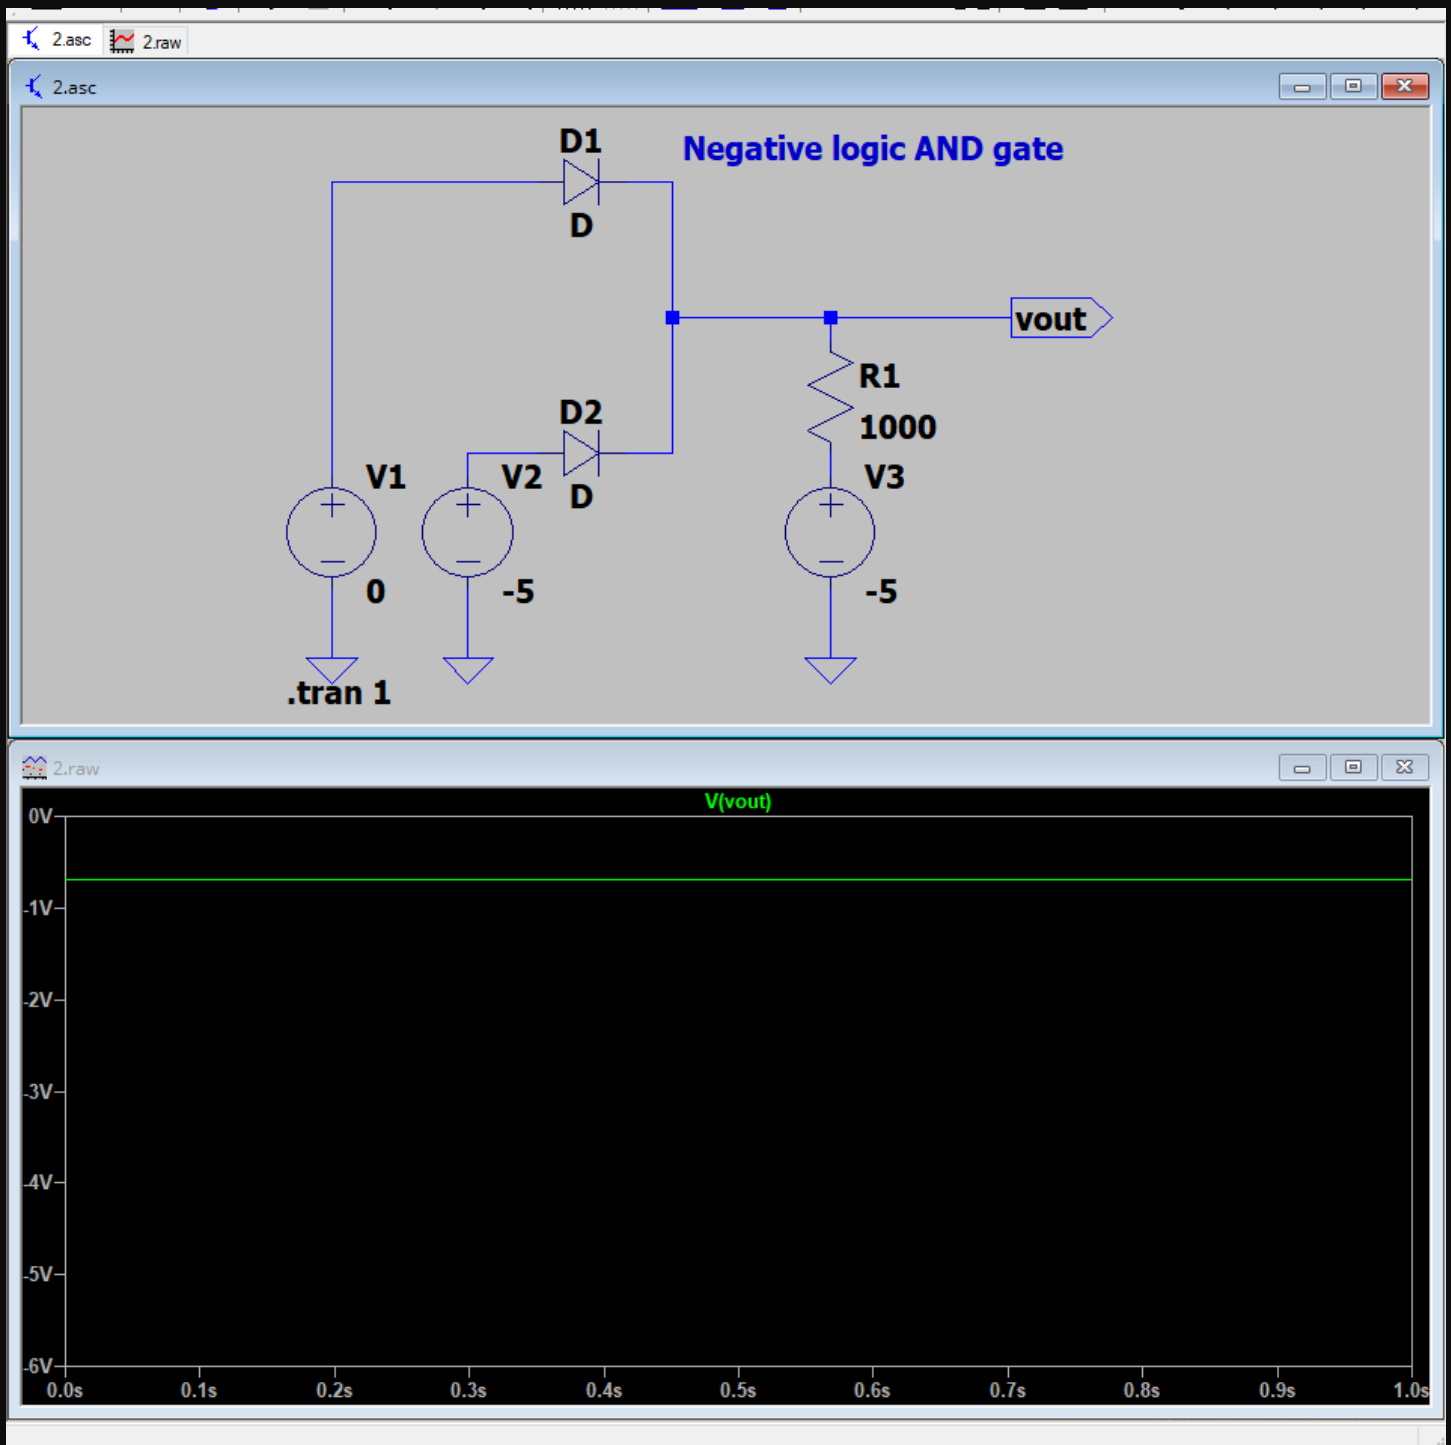 2.asc
2.raw
2.asc
D1
Negative logic AND gate
D
vout
R1
1000
D2
V1
V2
D
V3
0
-5
-5
.tran 1
2.raw
V(vout)
0V
-1V
-2V
-3V
-4V
-5V
-6V
0.0s 0.1s 0.2s 0.3s 0.4s 0.5s 0.6s 0.7s 0.8s 0.9s 1.0s